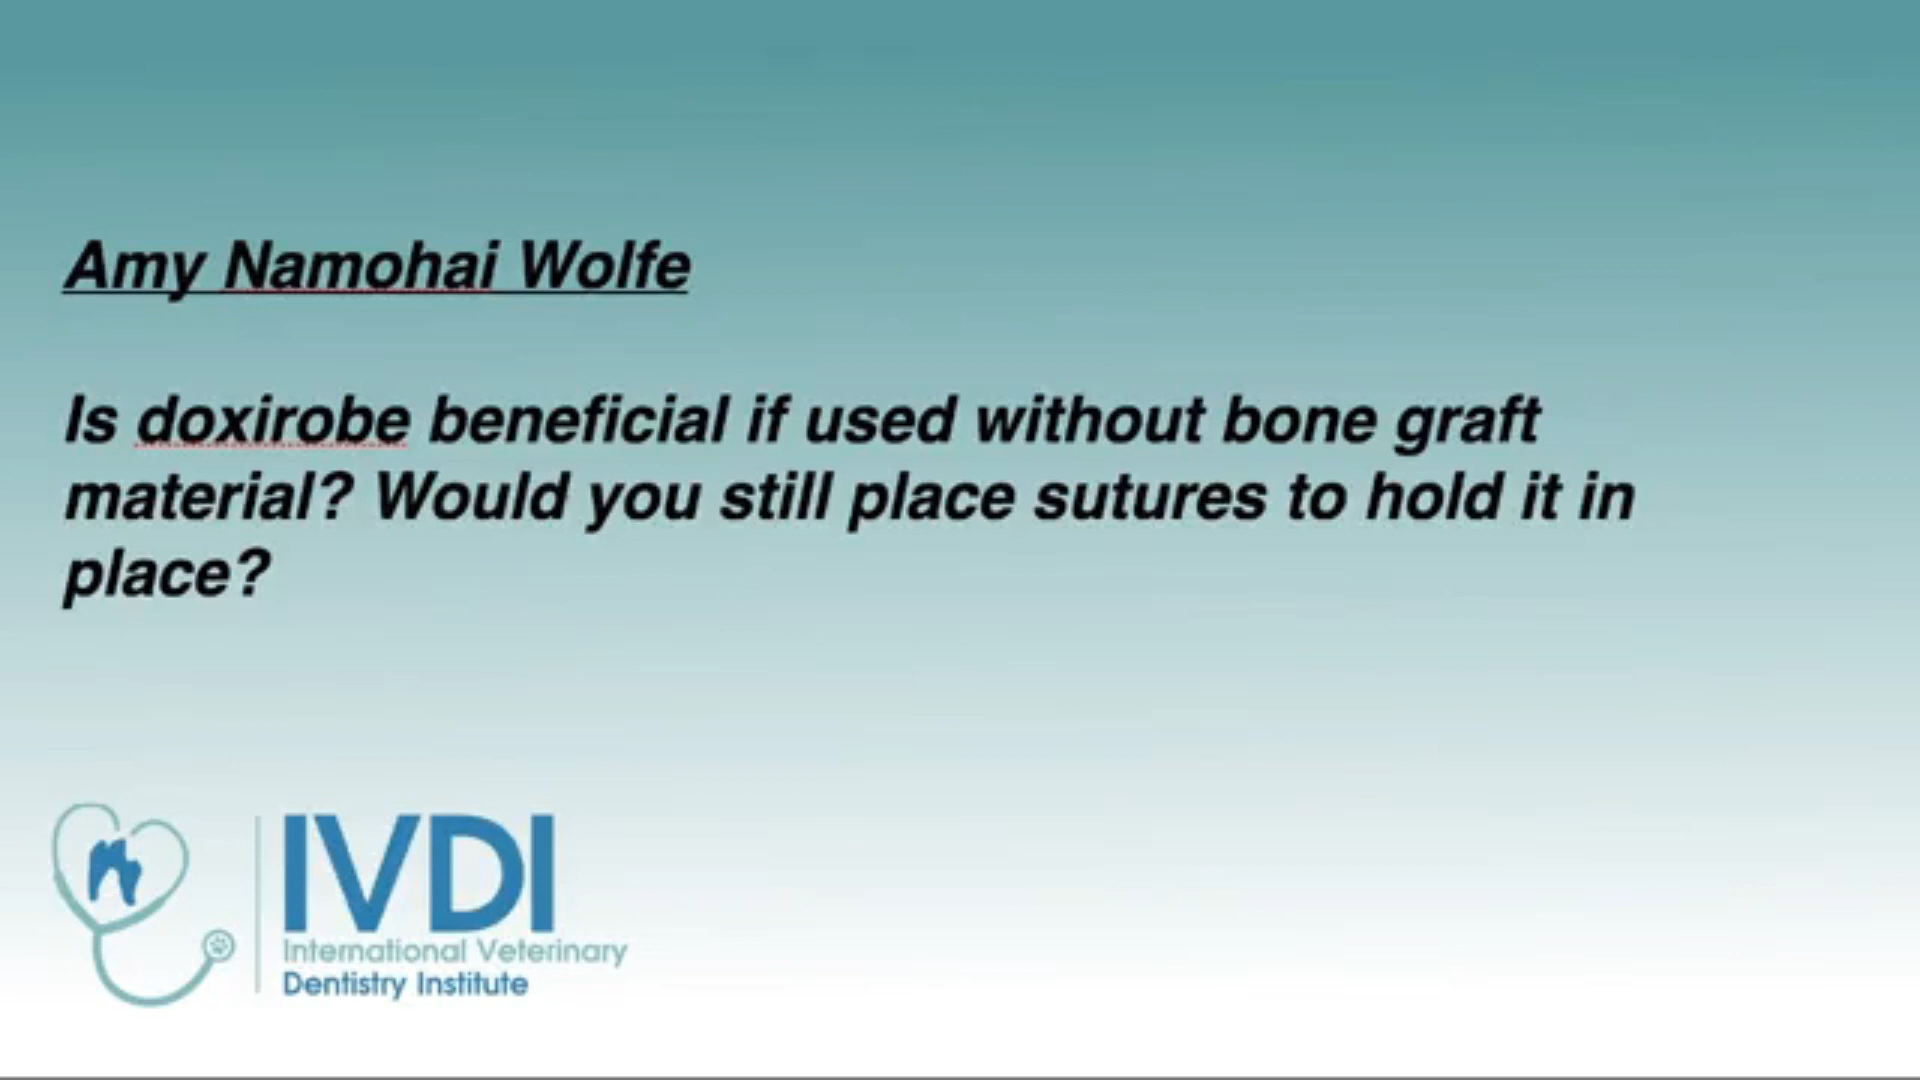 Amy Namohai Wolfe
Is doxirobe beneficial if used without bone graft
material? Would you still place sutures to hold it in
place?
IVDI
International Veterinary
Dentistry Institute